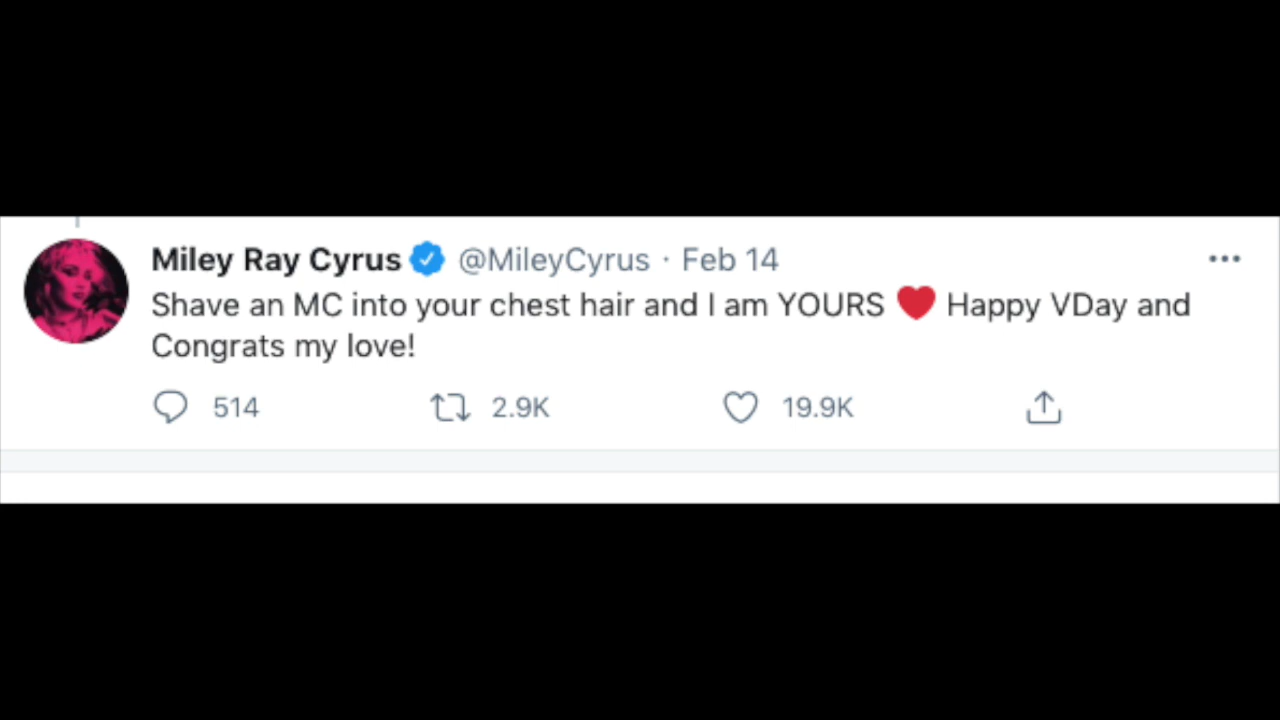 Miley Ray Cyrus @MileyCyrus · Feb 14
Shave an MC into your chest hair and I am YOURS ❤️ Happy VDay and
Congrats my love!
514 2.9K 19.9K